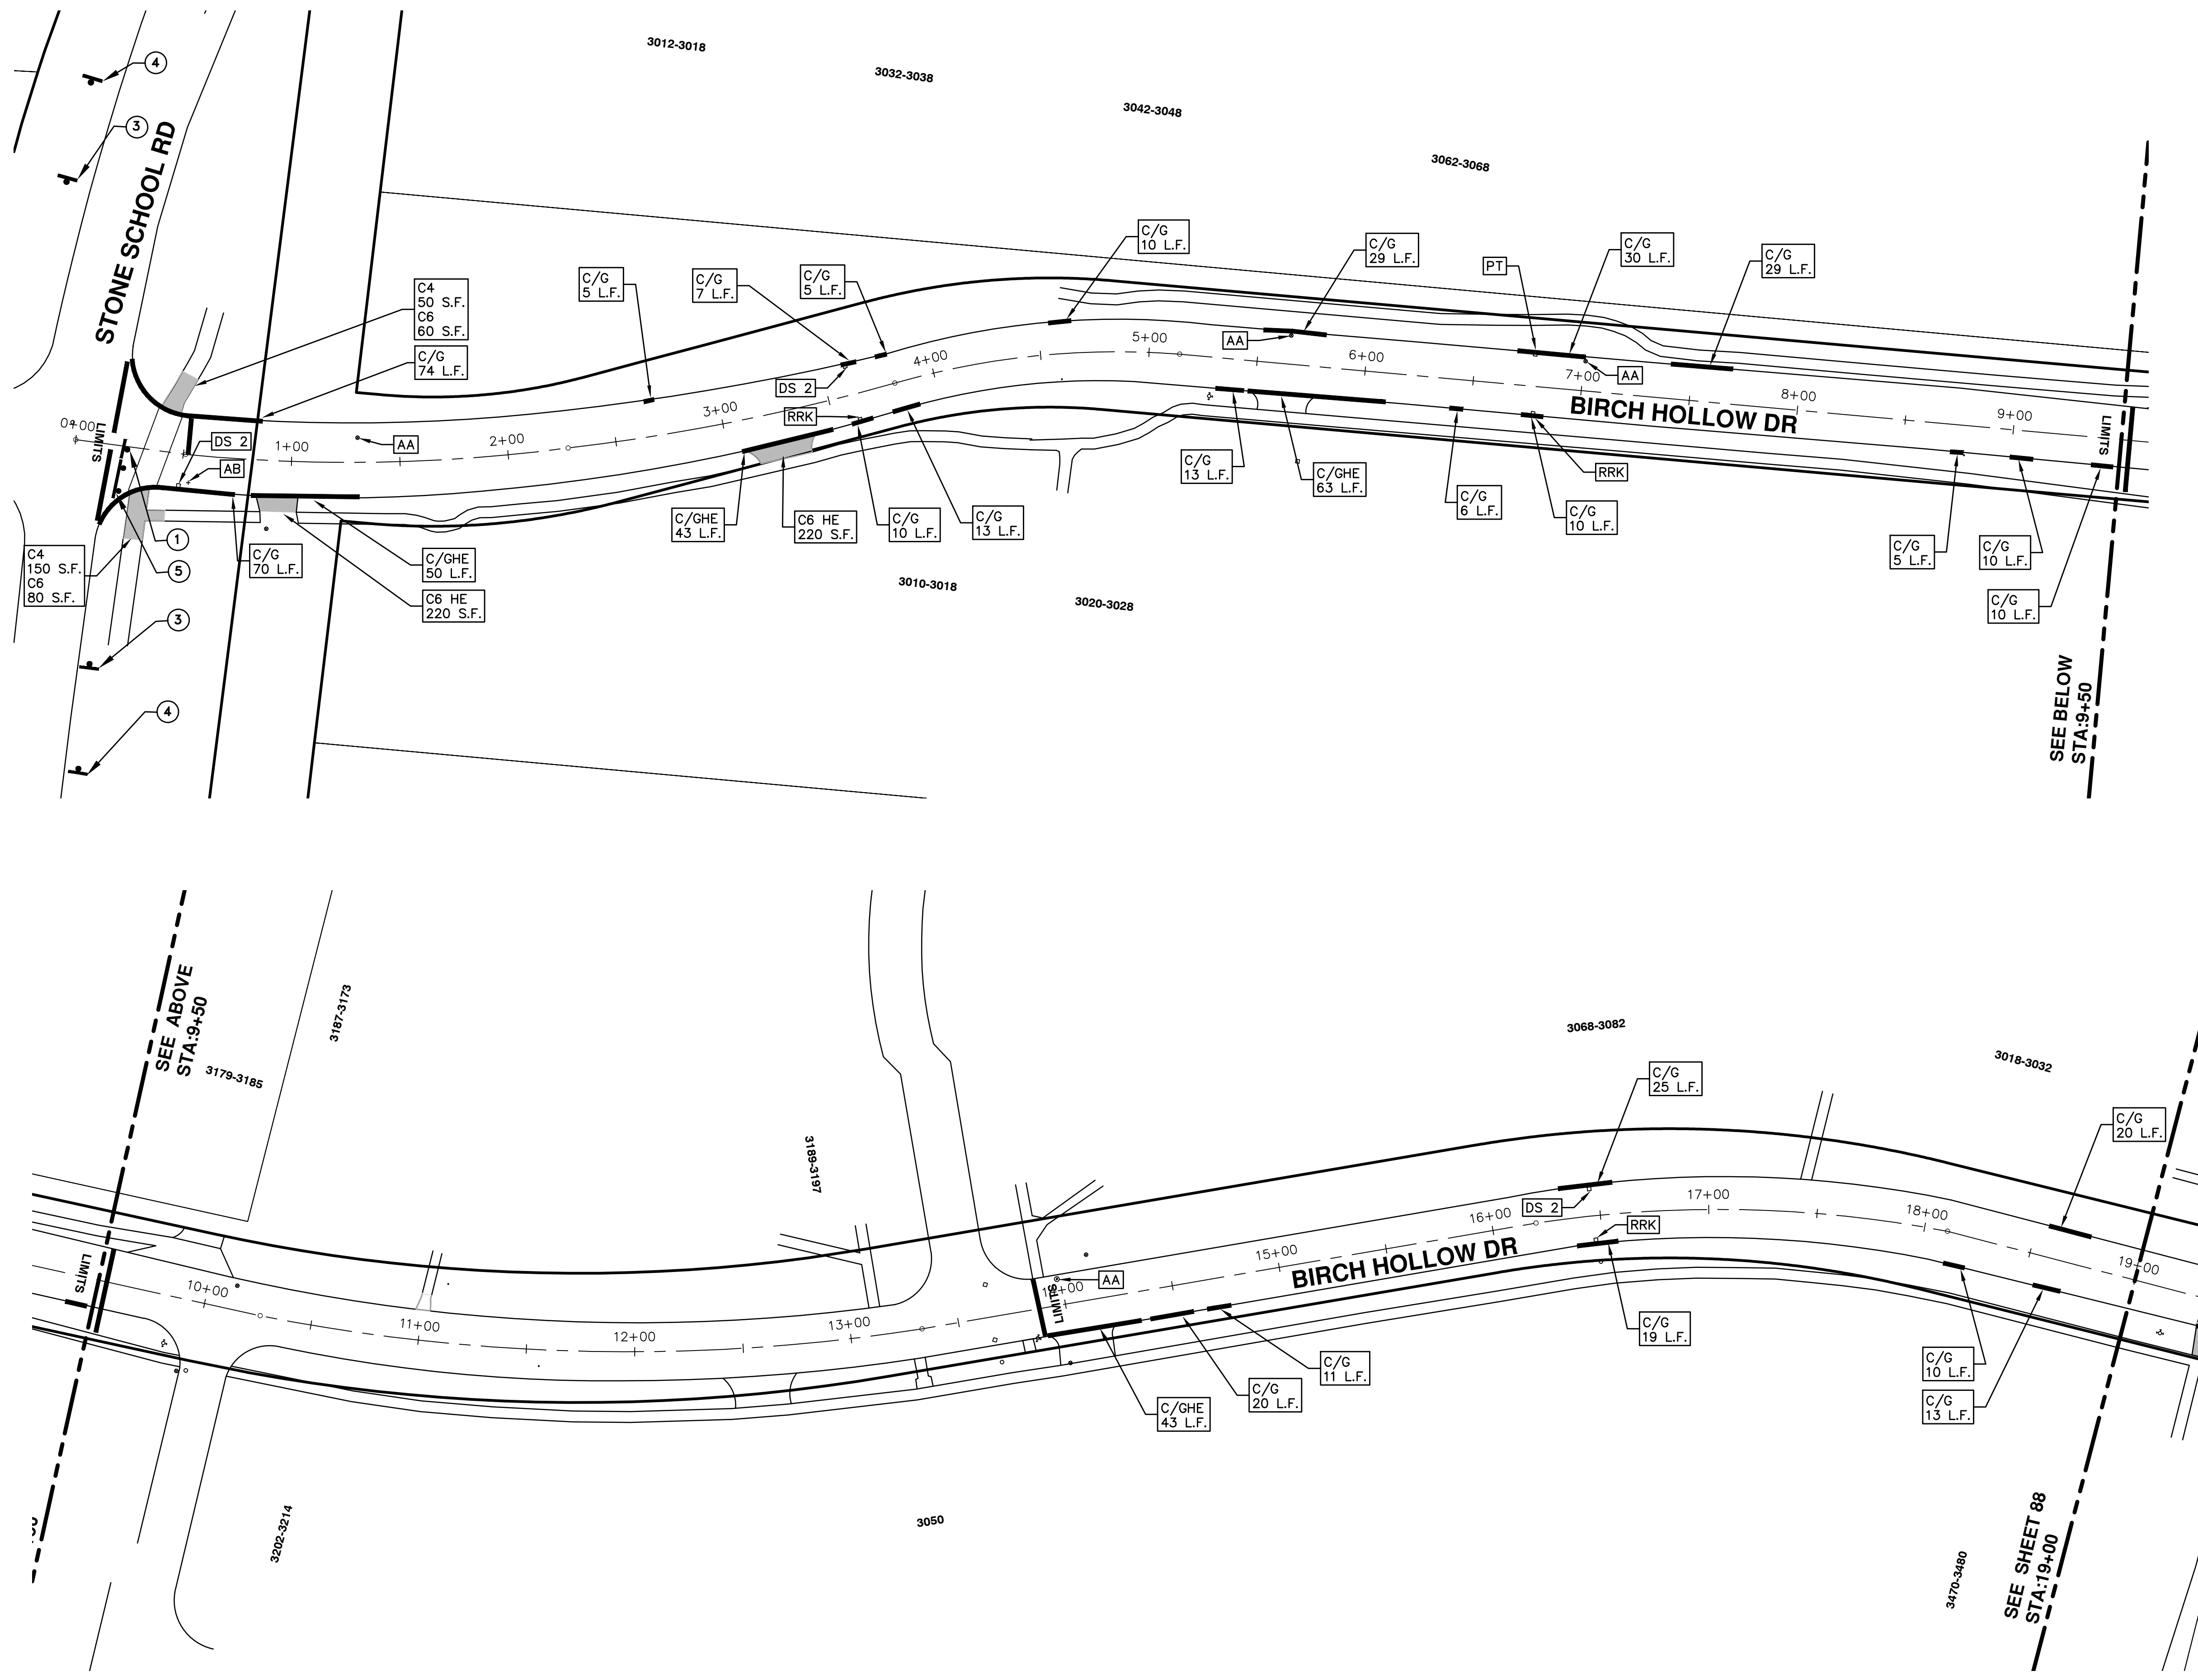 3012-3018
3032-3038
3042-3048
3062-3068
4
3
STONE SCHOOL RD
C4
50 S.F.
C6
60 S.F.
C/G
74 L.F.
C/G
5 L.F.
C/G
7 L.F.
C/G
5 L.F.
C/G
10 L.F.
C/G
29 L.F.
PT
C/G
30 L.F.
C/G
29 L.F.
AA
AA
DS 2
RRK
0+00
LIMITS
DS 2
AB
AA
1+00
2+00
3+00
4+00
5+00
6+00
7+00
8+00
9+00
BIRCH HOLLOW DR
LIMITS
C4
150 S.F.
C6
80 S.F.
1
5
3
4
C/G
70 L.F.
C/GHE
50 L.F.
C6 HE
220 S.F.
C/GHE
43 L.F.
C6 HE
220 S.F.
C/G
10 L.F.
C/G
13 L.F.
C/G
13 L.F.
C/GHE
63 L.F.
C/G
6 L.F.
RRK
C/G
10 L.F.
C/G
5 L.F.
C/G
10 L.F.
C/G
10 L.F.
3010-3018
3020-3028
SEE BELOW
STA:9+50
SEE ABOVE
STA:9+50
3187-3173
3179-3185
3189-3197
3068-3082
3018-3032
C/G
25 L.F.
C/G
20 L.F.
DS 2
RRK
AA
LIMITS
LIMITS
10+00
11+00
12+00
13+00
14+00
15+00
16+00
17+00
18+00
19+00
BIRCH HOLLOW DR
C/GHE
43 L.F.
C/G
20 L.F.
C/G
11 L.F.
C/G
19 L.F.
C/G
10 L.F.
C/G
13 L.F.
3202-3214
3050
3470-3480
SEE SHEET 88
STA:19+00